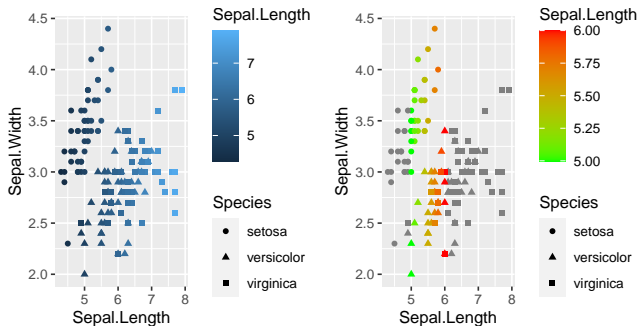 4.5
4.0
3.5
3.0
2.5
2.0
Sepal.Width
5 6 7 8
Sepal.Length
Sepal.Length
7
6
5
Species
setosa
versicolor
virginica
4.5
4.0
3.5
3.0
2.5
2.0
Sepal.Width
5 6 7 8
Sepal.Length
Sepal.Length
6.00
5.75
5.50
5.25
5.00
Species
setosa
versicolor
virginica